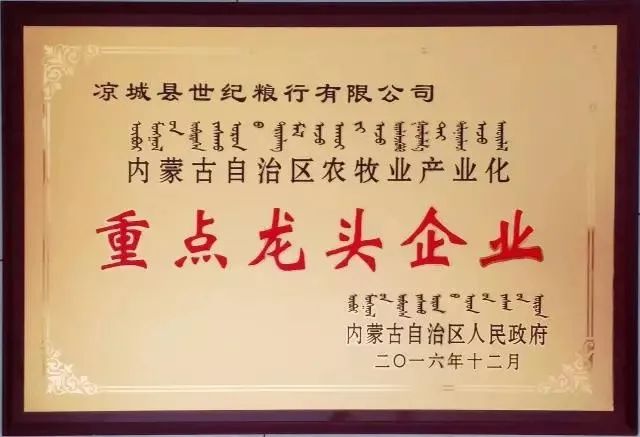 凉城县世纪粮行有限公司
内蒙古自治区农牧业产业化
重点龙头企业
内蒙古自治区人民政府
二〇一六年十二月